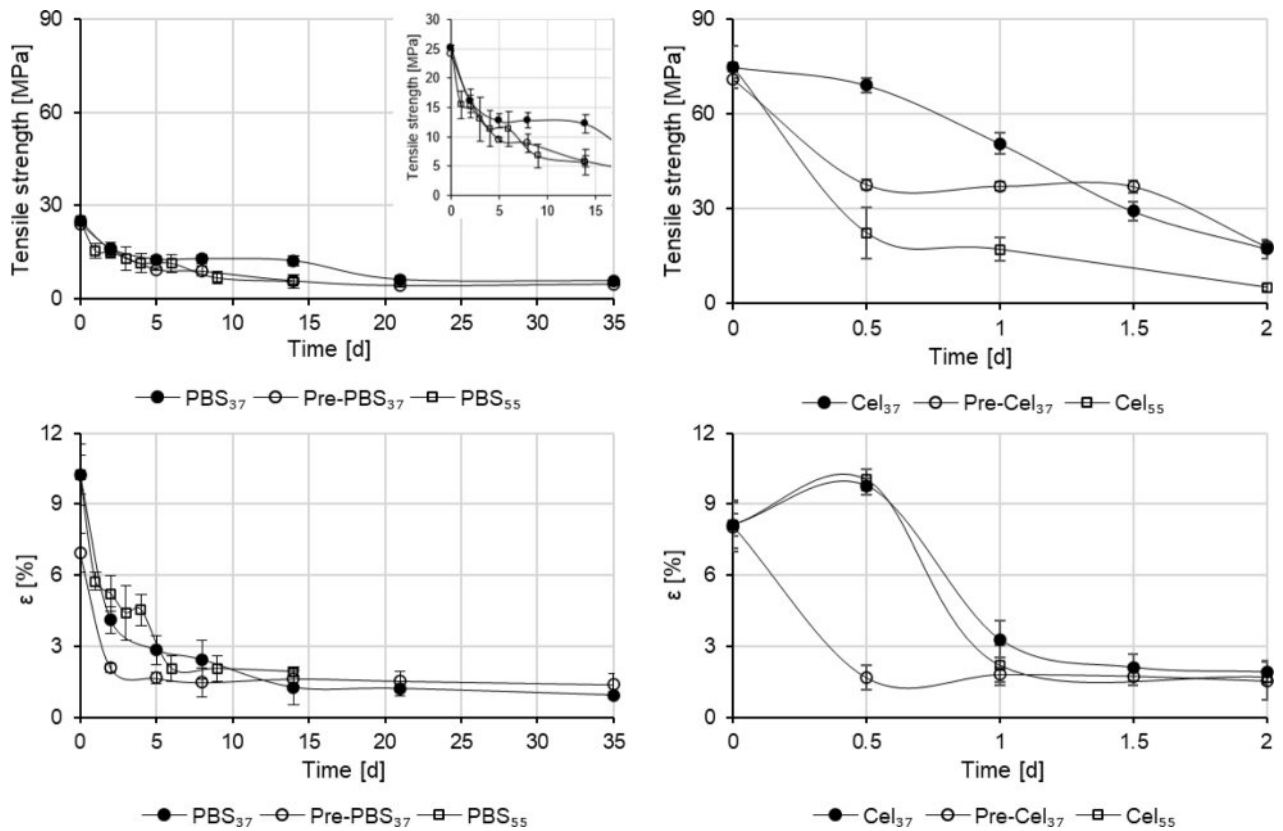 Tensile strength [MPa]
90
60
30
0
0 5 10 15 20 25 30 35
Time [d]
Tensile strength [MPa]
30
25
20
15
10
5
0
0 5 10 15
PBS₃₇ Pre-PBS₃₇ PBS₅₅
Tensile strength [MPa]
90
60
30
0
0 0.5 1 1.5 2
Time [d]
Cel₃₇ Pre-Cel₃₇ Cel₅₅
ε [%]
12
9
6
3
0
0 5 10 15 20 25 30 35
Time [d]
PBS₃₇ Pre-PBS₃₇ PBS₅₅
ε [%]
12
9
6
3
0
0 0.5 1 1.5 2
Time [d]
Cel₃₇ Pre-Cel₃₇ Cel₅₅